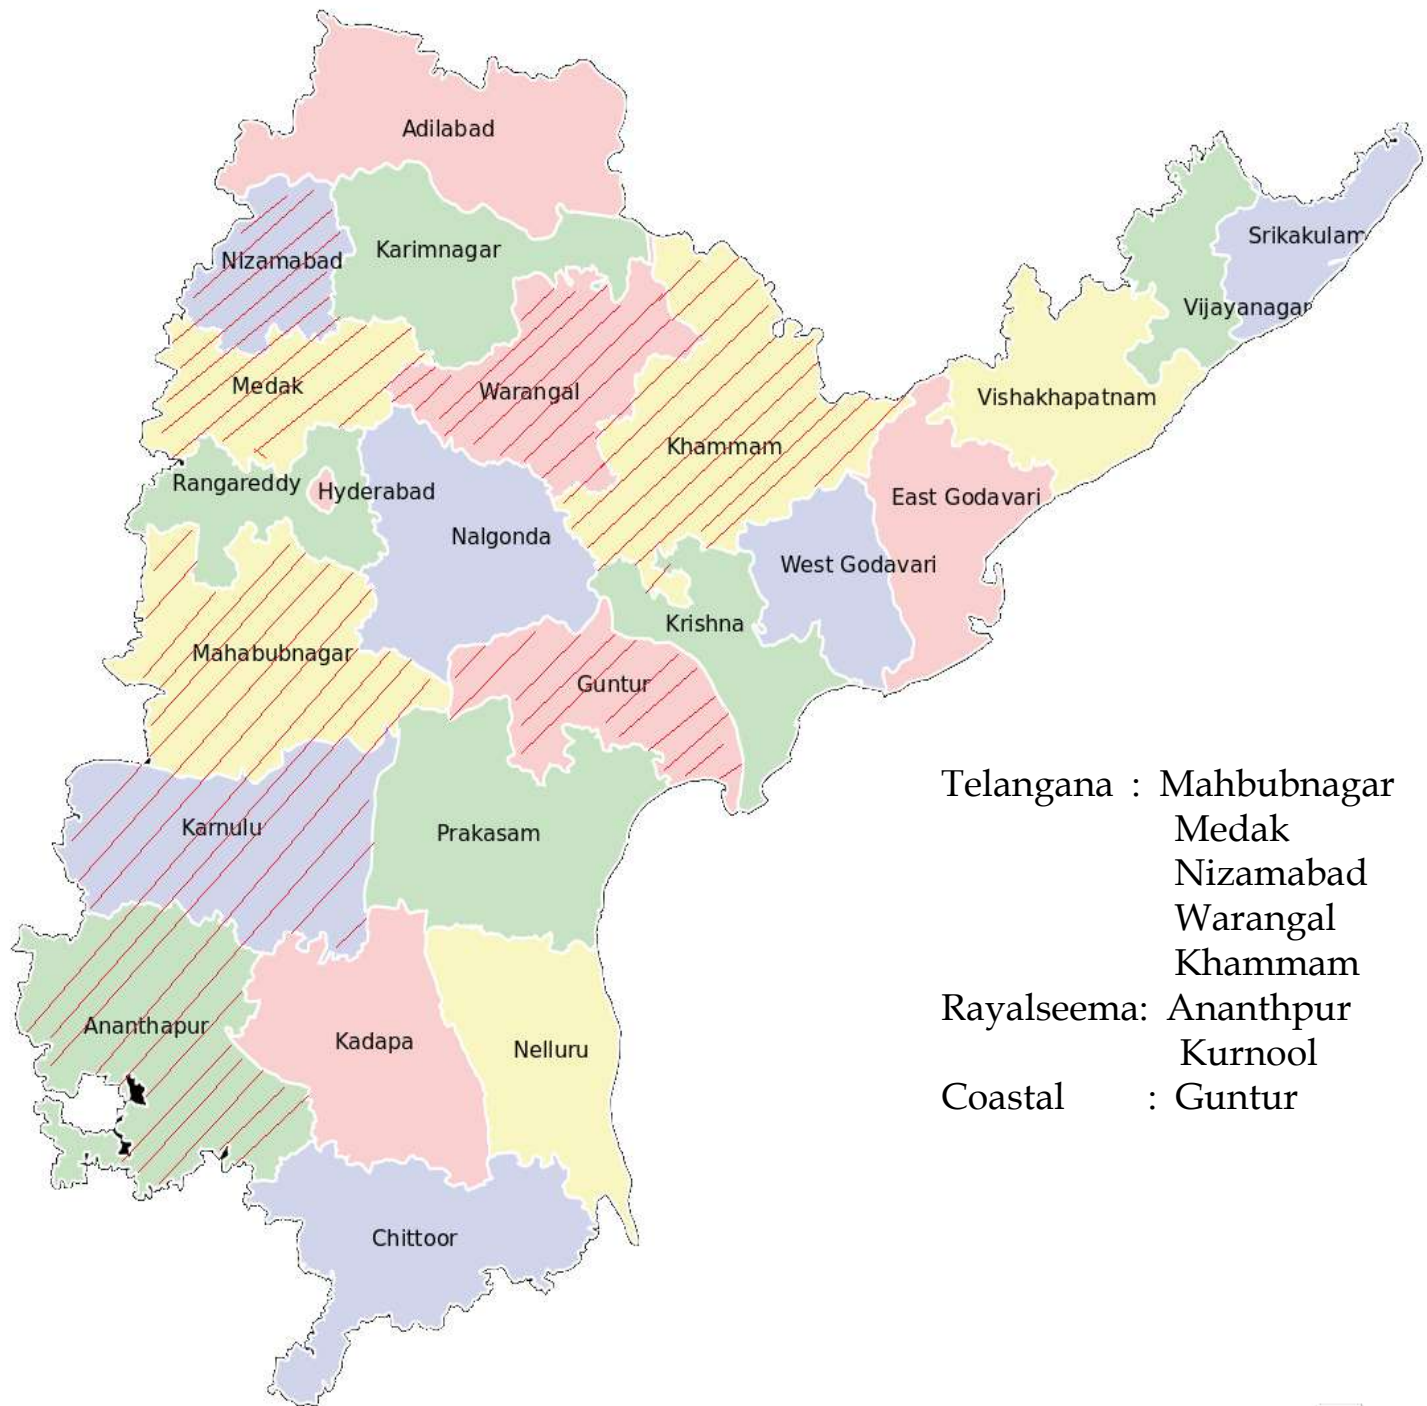 Adilabad
Srikakulam
Karimnagar
Nizamabad
Vijayanagar
Medak
Warangal
Vishakhapatnam
Khammam
Rangareddy
Hyderabad
East Godavari
Nalgonda
West Godavari
Krishna
Mahabubnagar
Guntur
Karnulu
Prakasam
Ananthapur
Kadapa
Nelluru
Chittoor
Telangana : Mahbubnagar
Medak
Nizamabad
Warangal
Khammam
Rayalseema: Ananthpur
Kurnool
Coastal : Guntur